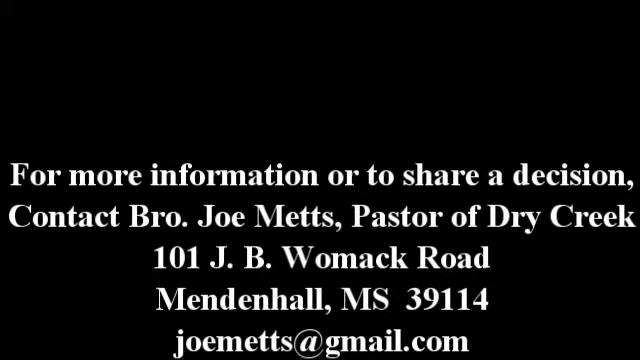 For more information or to share a decision,
Contact Bro. Joe Metts, Pastor of Dry Creek
101 J. B. Womack Road
Mendenhall, MS  39114
joemetts@gmail.com